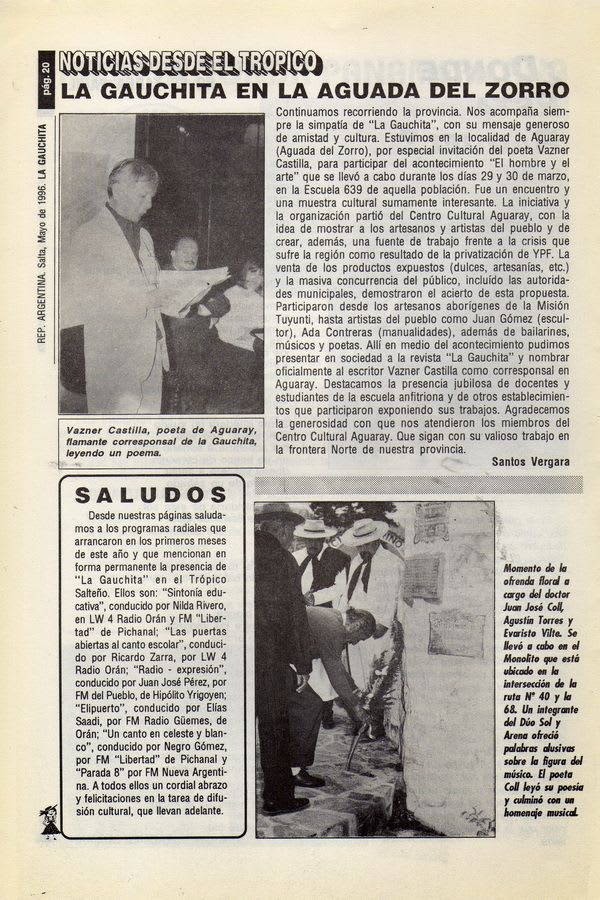 pág. 20
NOTICIAS DESDE EL TROPICO
LA GAUCHITA EN LA AGUADA DEL ZORRO
REP. ARGENTINA. Salta, Mayo de 1996. LA GAUCHITA
Continuamos recorriendo la provincia. Nos acompaña siem-
pre la simpatía de "La Gauchita", con su mensaje generoso
de amistad y cultura. Estuvimos en la localidad de Aguaray
(Aguada del Zorro), por especial invitación del poeta Vazner
Castilla, para participar del acontecimiento "El hombre y el
arte" que se llevó a cabo durante los días 29 y 30 de marzo,
en la Escuela 639 de aquella población. Fue un encuentro y
una muestra cultural sumamente interesante. La iniciativa y
la organización partió del Centro Cultural Aguaray, con la
idea de mostrar a los artesanos y artistas del pueblo y de
crear, además, una fuente de trabajo frente a la crisis que
sufre la región como resultado de la privatización de YPF. La
venta de los productos expuestos (dulces, artesanías, etc.)
y la masiva concurrencia del público, incluído las autorida-
des municipales, demostraron el acierto de esta propuesta.
Participaron desde los artesanos aborígenes de la Misión
Tuyunti, hasta artistas del pueblo como Juan Gómez (escul-
tor), Ada Contreras (manualidades), además de bailarines,
músicos y poetas. Allí en medio del acontecimiento pudimos
presentar en sociedad a la revista "La Gauchita" y nombrar
oficialmente al escritor Vazner Castilla como corresponsal en
Aguaray. Destacamos la presencia jubilosa de docentes y
estudiantes de la escuela anfitriona y de otros establecimien-
tos que participaron exponiendo sus trabajos. Agradecemos
la generosidad con que nos atendieron los miembros del
Centro Cultural Aguaray. Que sigan con su valioso trabajo en
la frontera Norte de nuestra provincia.
Santos Vergara
Vazner Castilla, poeta de Aguaray,
flamante corresponsal de la Gauchita,
leyendo un poema.
SALUDOS
Desde nuestras páginas saluda-
mos a los programas radiales que
arrancaron en los primeros meses
de este año y que mencionan en
forma permanente la presencia de
"La Gauchita" en el Trópico
Salteño. Ellos son: "Sintonía edu-
cativa", conducido por Nilda Rivero,
en LW 4 Radio Orán y FM "Liber-
tad" de Pichanal; "Las puertas
abiertas al canto escolar", conduci-
do por Ricardo Zarra, por LW 4
Radio Orán; "Radio - expresión",
conducido por Juan José Pérez, por
FM del Pueblo, de Hipólito Yrigoyen;
"Elipuerto", conducido por Elías
Saadi, por FM Radio Güemes, de
Orán; "Un canto en celeste y blan-
co", conducido por Negro Gómez,
por FM "Libertad" de Pichanal y
"Parada 8" por FM Nueva Argenti-
na. A todos ellos un cordial abrazo
y felicitaciones en la tarea de difu-
sión cultural, que llevan adelante.
Momento de la
ofrenda floral a
cargo del doctor
Juan José Coll,
Agustín Torres y
Evaristo Vilte. Se
llevó a cabo en el
Monolito que está
ubicado en la
intersección de la
ruta Nº 40 y la
68. Un integrante
del Dúo Sol y
Arena ofreció
palabras alusivas
sobre la figura del
músico. El poeta
Coll leyó su poesía
y culminó con un
homenaje musical.